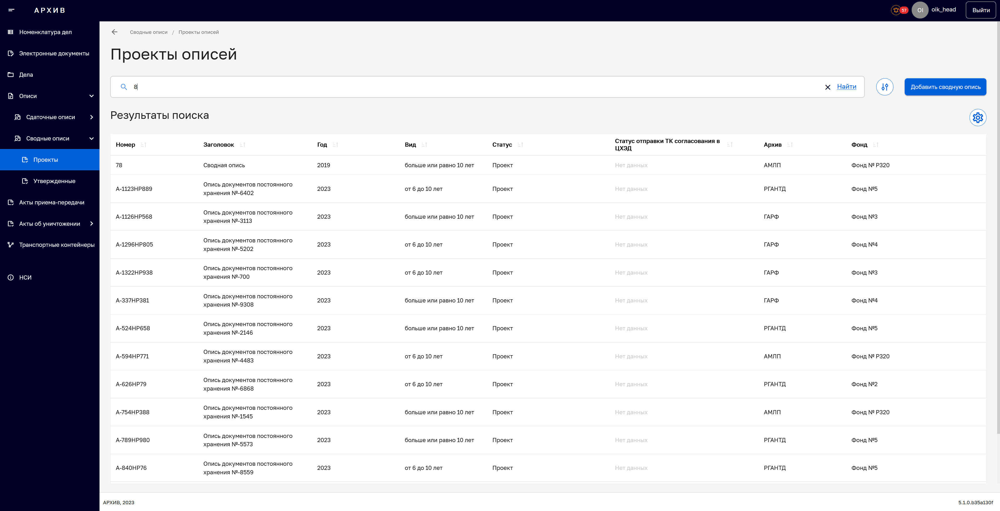 АРХИВ
57
OI
oik_head
Выйти
Номенклатура дел
Электронные документы
Дела
Описи
Сдаточные описи
Сводные описи
Проекты
Утвержденные
Акты приема-передачи
Акты об уничтожении
Транспортные контейнеры
НСИ
Сводные описи / Проекты описей
Проекты описей
8
Найти
Добавить сводную опись
Результаты поиска
Номер Заголовок Год Вид Статус Статус отправки ТК согласования в ЦХЭД Архив Фонд
78 Сводная опись 2019 больше или равно 10 лет Проект Нет данных АМЛП Фонд № Р320
А-1123НР889 Опись документов постоянного хранения №-6402 2023 от 6 до 10 лет Проект Нет данных РГАНТД Фонд №5
А-1126НР568 Опись документов постоянного хранения №-3113 2023 больше или равно 10 лет Проект Нет данных ГАРФ Фонд №3
А-1296НР805 Опись документов постоянного хранения №-5202 2023 от 6 до 10 лет Проект Нет данных ГАРФ Фонд №4
А-1322НР938 Опись документов постоянного хранения №-700 2023 от 6 до 10 лет Проект Нет данных ГАРФ Фонд №3
А-337НР381 Опись документов постоянного хранения №-9308 2023 больше или равно 10 лет Проект Нет данных ГАРФ Фонд №4
А-524НР658 Опись документов постоянного хранения №-2146 2023 больше или равно 10 лет Проект Нет данных РГАНТД Фонд №5
А-594НР771 Опись документов постоянного хранения №-4483 2023 от 6 до 10 лет Проект Нет данных АМЛП Фонд № Р320
А-626НР79 Опись документов постоянного хранения №-6868 2023 от 6 до 10 лет Проект Нет данных РГАНТД Фонд №2
А-754НР388 Опись документов постоянного хранения №-1545 2023 больше или равно 10 лет Проект Нет данных АМЛП Фонд № Р320
А-789НР980 Опись документов постоянного хранения №-5573 2023 больше или равно 10 лет Проект Нет данных РГАНТД Фонд №5
А-840НР76 Опись документов постоянного хранения №-8559 2023 от 6 до 10 лет Проект Нет данных РГАНТД Фонд №5
АРХИВ, 2023
5.1.0.b35a130f